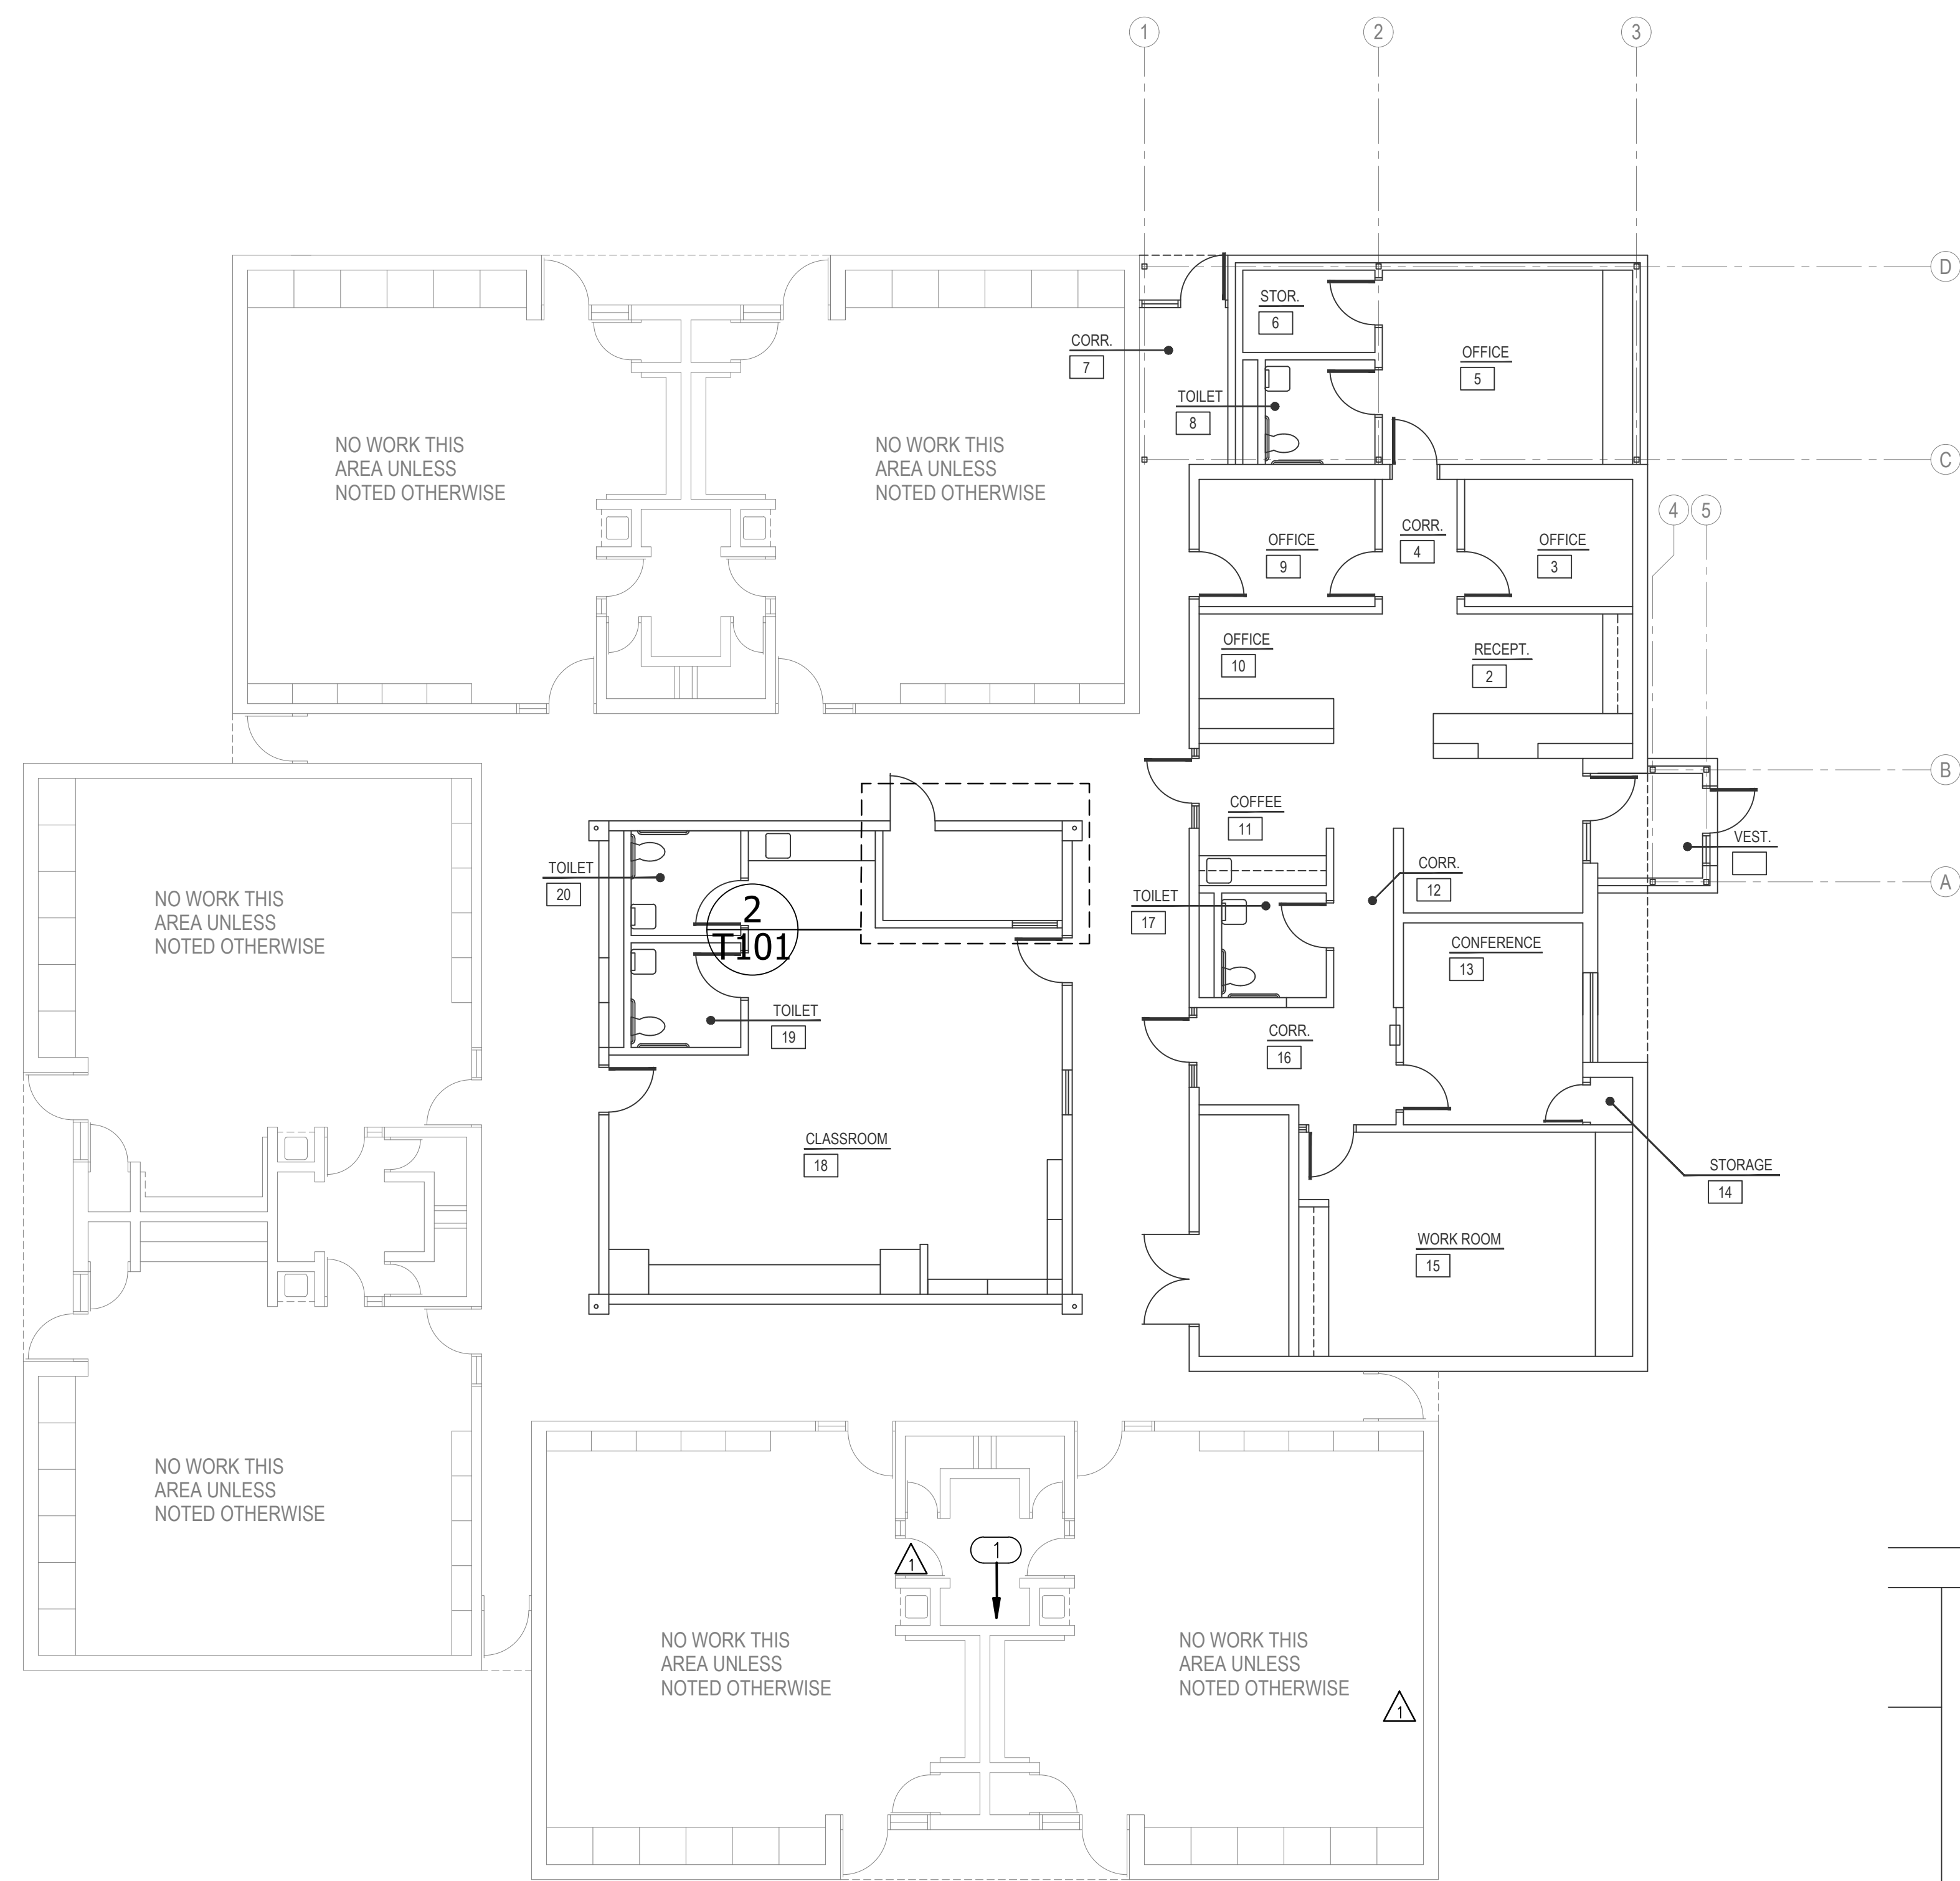 1
2
3
D
STOR.
6
CORR.
7
OFFICE
5
TOILET
8
NO WORK THIS
AREA UNLESS
NOTED OTHERWISE
NO WORK THIS
AREA UNLESS
NOTED OTHERWISE
C
4
5
OFFICE
9
CORR.
4
OFFICE
3
OFFICE
10
RECEPT.
2
B
COFFEE
11
VEST.
CORR.
12
A
TOILET
20
2
T101
TOILET
17
NO WORK THIS
AREA UNLESS
NOTED OTHERWISE
CONFERENCE
13
TOILET
19
CORR.
16
CLASSROOM
18
STORAGE
14
WORK ROOM
15
NO WORK THIS
AREA UNLESS
NOTED OTHERWISE
1
1
NO WORK THIS
AREA UNLESS
NOTED OTHERWISE
NO WORK THIS
AREA UNLESS
NOTED OTHERWISE
1